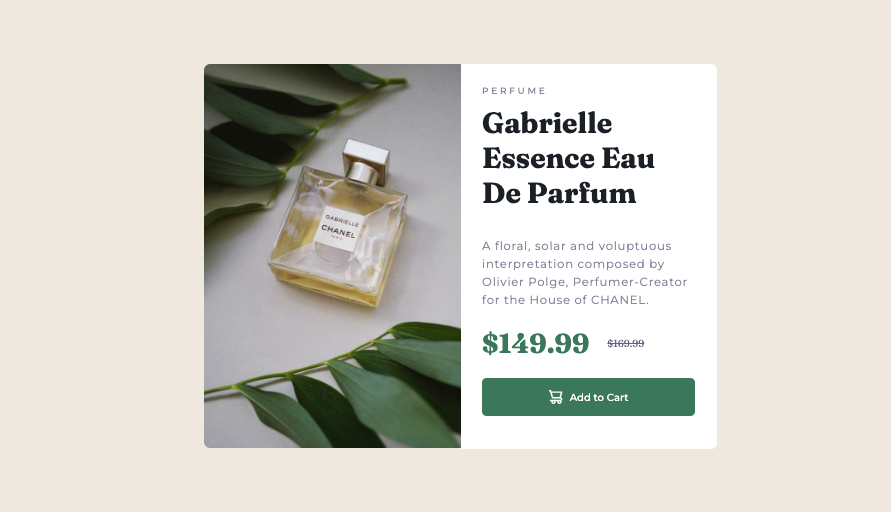 GABRIELLE
CHANEL
PARIS
PERFUME
Gabrielle
Essence Eau
De Parfum
A floral, solar and voluptuous
interpretation composed by
Olivier Polge, Perfumer-Creator
for the House of CHANEL.
$149.99 $169.99
Add to Cart